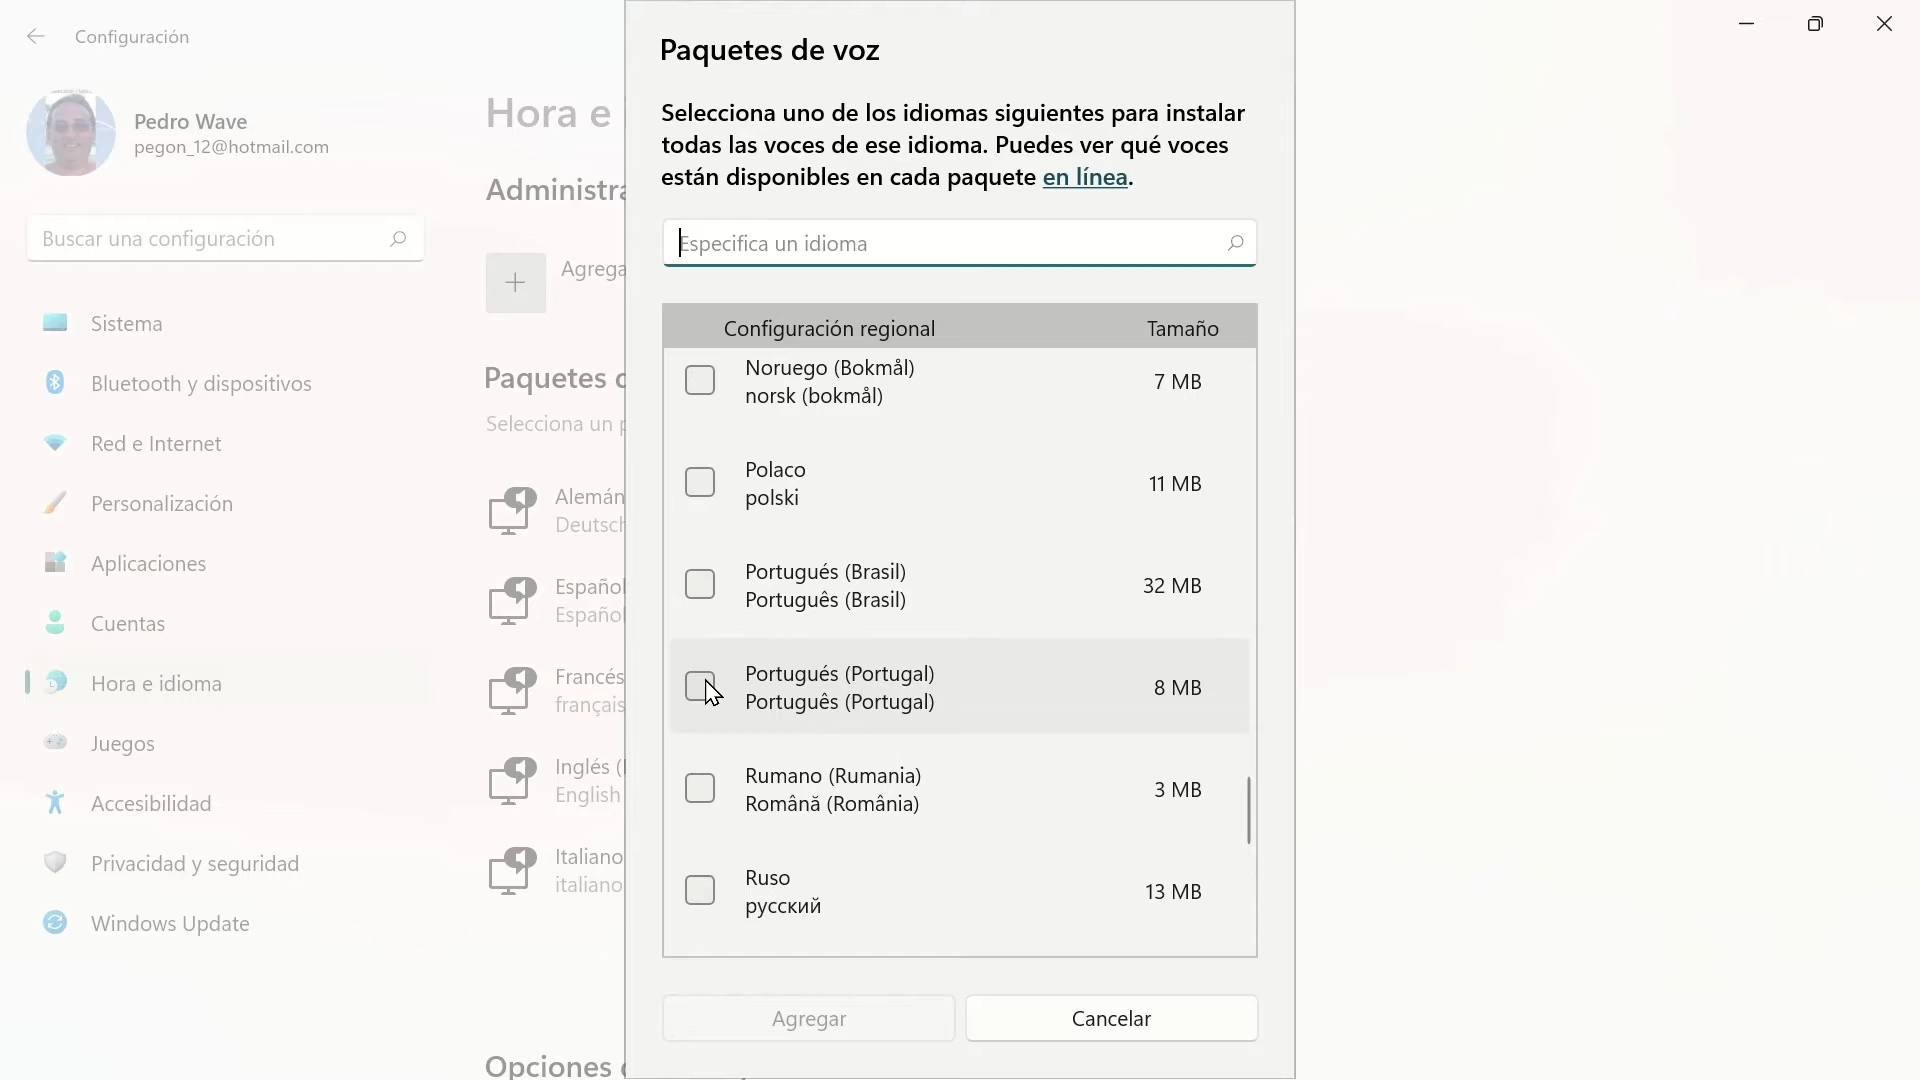 Configuración
Pedro Wave
pegon_12@hotmail.com
Buscar una configuración
Sistema
Bluetooth y dispositivos
Red e Internet
Personalización
Aplicaciones
Cuentas
Hora e idioma
Juegos
Accesibilidad
Privacidad y seguridad
Windows Update
Hora e
Administra
Agrega
Paquetes
Selecciona un
Alemán
Deutsch
Español
Español
Francés
français
Inglés
English
Italiano
italiano
Opciones
Paquetes de voz
Selecciona uno de los idiomas siguientes para instalar
todas las voces de ese idioma. Puedes ver qué voces
están disponibles en cada paquete en línea.
Especifica un idioma
Configuración regional Tamaño
Noruego (Bokmål)
norsk (bokmål)
7 MB
Polaco
polski
11 MB
Portugués (Brasil)
Português (Brasil)
32 MB
Portugués (Portugal)
Português (Portugal)
8 MB
Rumano (Rumania)
Română (România)
3 MB
Ruso
русский
13 MB
Agregar Cancelar